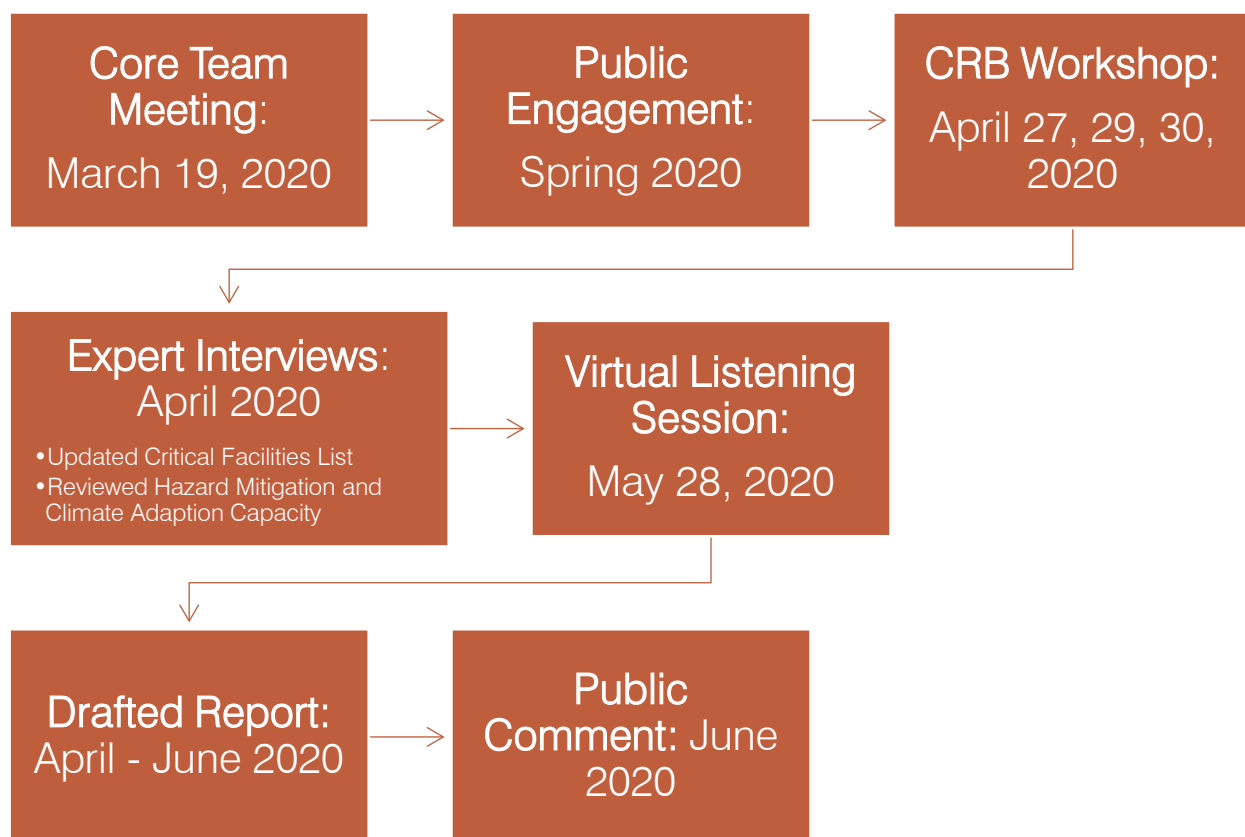 Core Team
Meeting:
March 19, 2020
Public
Engagement:
Spring 2020
CRB Workshop:
April 27, 29, 30,
2020
Expert Interviews:
April 2020
•Updated Critical Facilities List
•Reviewed Hazard Mitigation and
Climate Adaption Capacity
Virtual Listening
Session:
May 28, 2020
Drafted Report:
April - June 2020
Public
Comment: June
2020